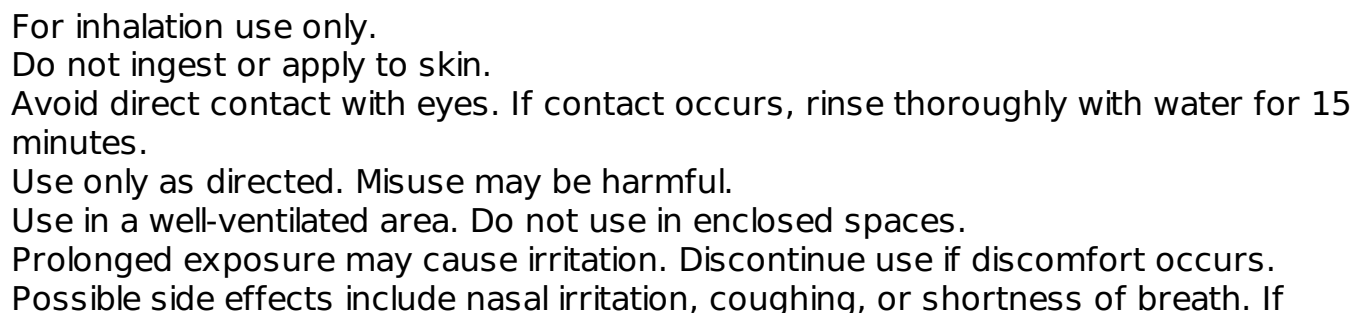 For inhalation use only.
Do not ingest or apply to skin.
Avoid direct contact with eyes. If contact occurs, rinse thoroughly with water for 15
minutes.
Use only as directed. Misuse may be harmful.
Use in a well-ventilated area. Do not use in enclosed spaces.
Prolonged exposure may cause irritation. Discontinue use if discomfort occurs.
Possible side effects include nasal irritation, coughing, or shortness of breath. If